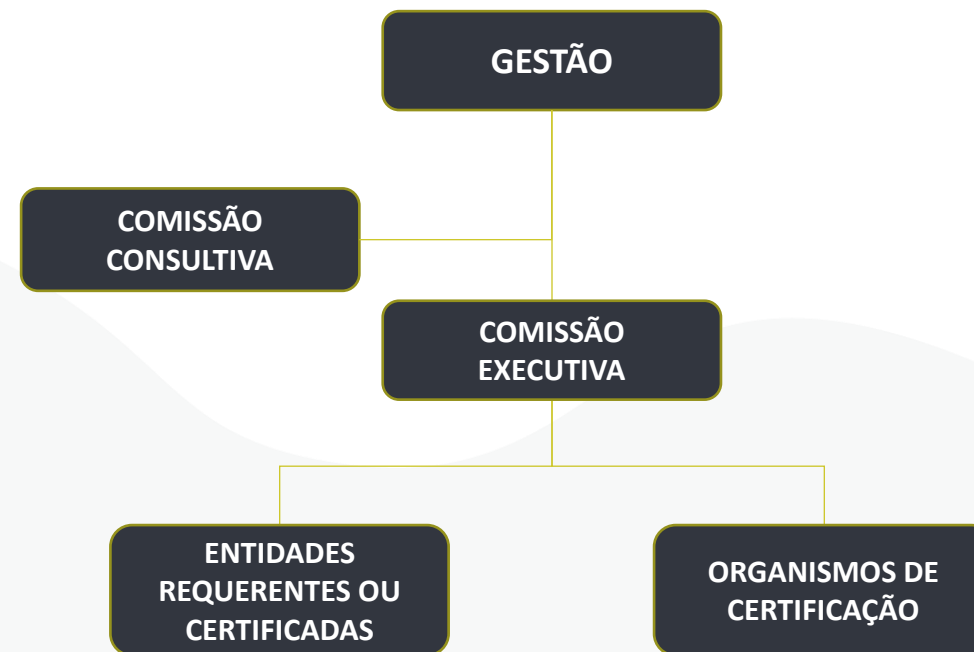 GESTÃO
COMISSÃO
CONSULTIVA
COMISSÃO
EXECUTIVA
ENTIDADES
REQUERENTES OU
CERTIFICADAS
ORGANISMOS DE
CERTIFICAÇÃO